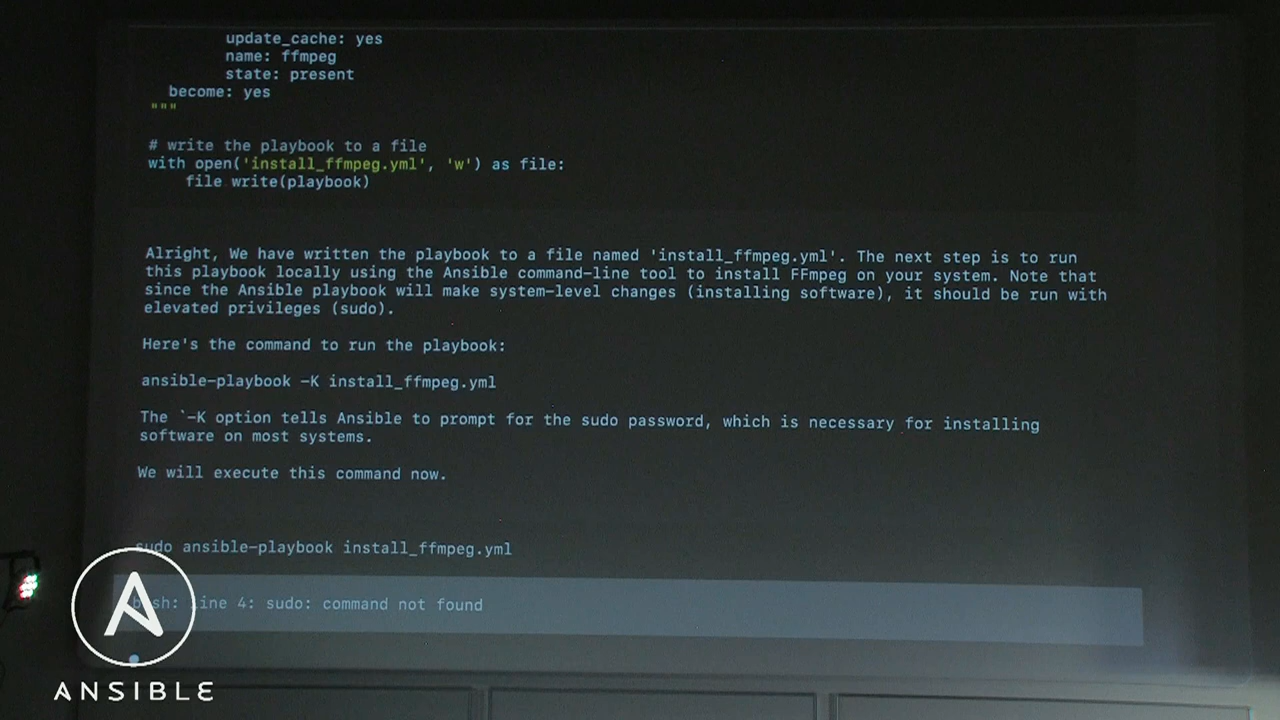 update_cache: yes
name: ffmpeg
state: present
become: yes
"""
# write the playbook to a file
with open('install_ffmpeg.yml', 'w') as file:
file write(playbook)
Alright, We have written the playbook to a file named 'install_ffmpeg.yml'. The next step is to run
this playbook locally using the Ansible command-line tool to install FFmpeg on your system. Note that
since the Ansible playbook will make system-level changes (installing software), it should be run with
elevated privileges (sudo).
Here's the command to run the playbook:
ansible-playbook -K install_ffmpeg.yml
The `-K option tells Ansible to prompt for the sudo password, which is necessary for installing
software on most systems.
We will execute this command now.
sudo ansible-playbook install_ffmpeg.yml
bash: line 4: sudo: command not found
ANSIBLE